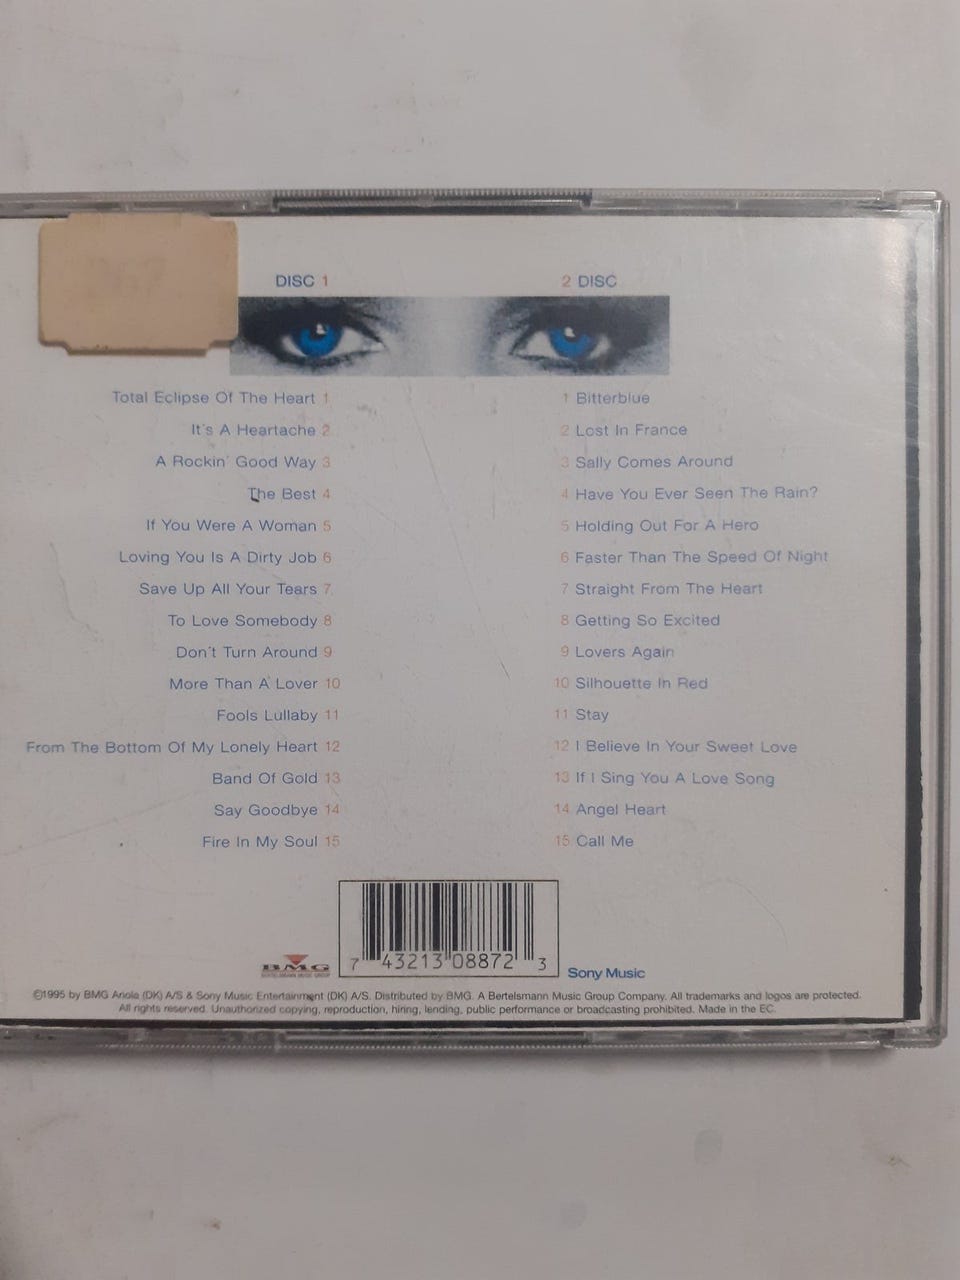 DISC 1
Total Eclipse Of The Heart 1
It's A Heartache 2
A Rockin' Good Way 3
The Best 4
If You Were A Woman 5
Loving You Is A Dirty Job 6
Save Up All Your Tears 7
To Love Somebody 8
Don't Turn Around 9
More Than A Lover 10
Fools Lullaby 11
From The Bottom Of My Lonely Heart 12
Band Of Gold 13
Say Goodbye 14
Fire In My Soul 15
2 DISC
1 Bitterblue
2 Lost In France
3 Sally Comes Around
4 Have You Ever Seen The Rain?
5 Holding Out For A Hero
6 Faster Than The Speed Of Night
7 Straight From The Heart
8 Getting So Excited
9 Lovers Again
10 Silhouette In Red
11 Stay
12 I Believe In Your Sweet Love
13 If I Sing You A Love Song
14 Angel Heart
15 Call Me
BMG
BERTELSMANN MUSIC GROUP
7 43213 08872 3
Sony Music
©1995 by BMG Ariola (DK) A/S & Sony Music Entertainment (DK) A/S. Distributed by BMG. A Bertelsmann Music Group Company. All trademarks and logos are protected.
All rights reserved. Unauthorized copying, reproduction, hiring, lending, public performance or broadcasting prohibited. Made in the EC.